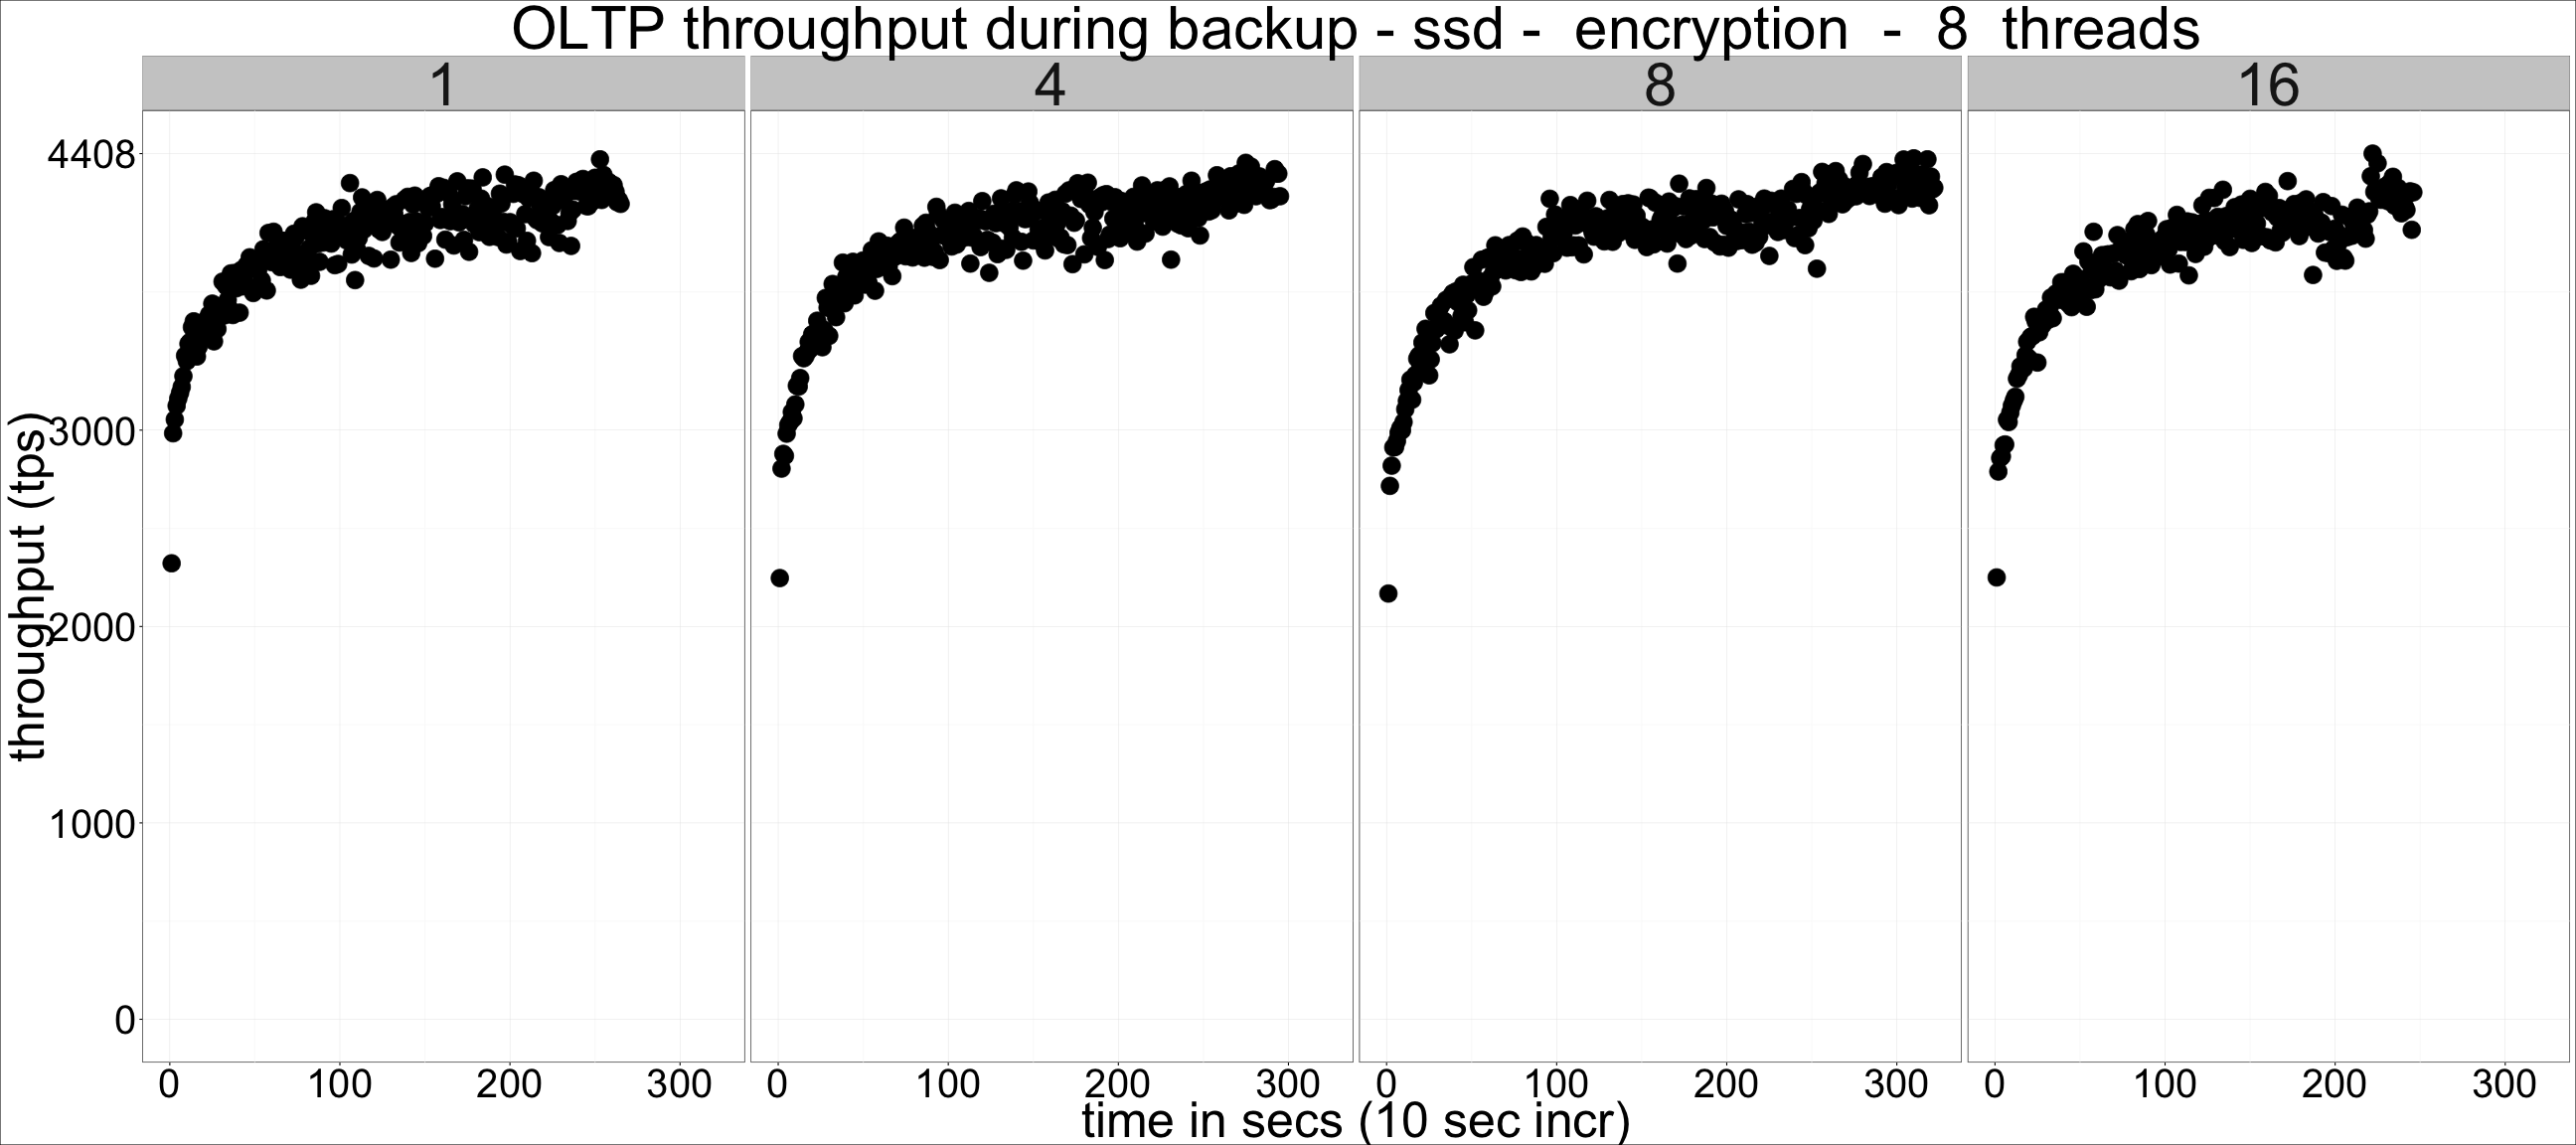 OLTP throughput during backup - ssd - encryption - 8 threads
1 4 8 16
throughput (tps)
4408
3000
2000
1000
0
0 100 200 300 0 100 200 300 0 100 200 300 0 100 200 300
time in secs (10 sec incr)